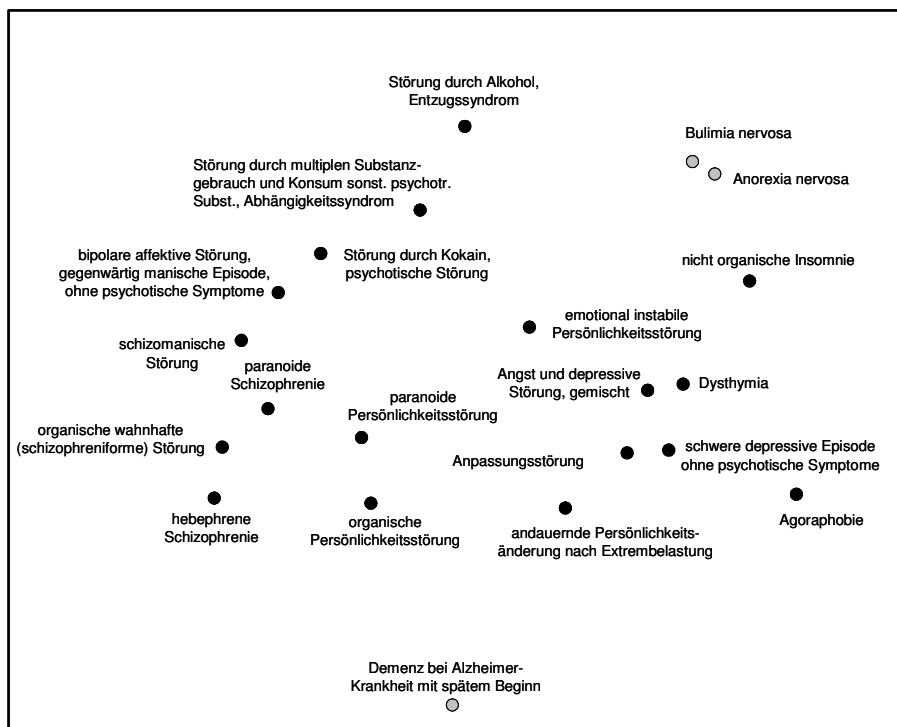 Störung durch Alkohol,
Entzugssyndrom
Bulimia nervosa
Anorexia nervosa
Störung durch multiplen Substanz-
gebrauch und Konsum sonst. psychotr.
Subst., Abhängigkeitssyndrom
bipolare affektive Störung,
gegenwärtig manische Episode,
ohne psychotische Symptome
Störung durch Kokain,
psychotische Störung
nicht organische Insomnie
emotional instabile
Persönlichkeitsstörung
schizomanische
Störung
paranoide
Schizophrenie
Angst und depressive
Störung, gemischt
Dysthymia
paranoide
Persönlichkeitsstörung
organische wahnhafte
(schizophreniforme) Störung
Anpassungsstörung
schwere depressive Episode
ohne psychotische Symptome
hebephrene
Schizophrenie
organische
Persönlichkeitsstörung
andauernde Persönlichkeits-
änderung nach Extrembelastung
Agoraphobie
Demenz bei Alzheimer-
Krankheit mit spätem Beginn